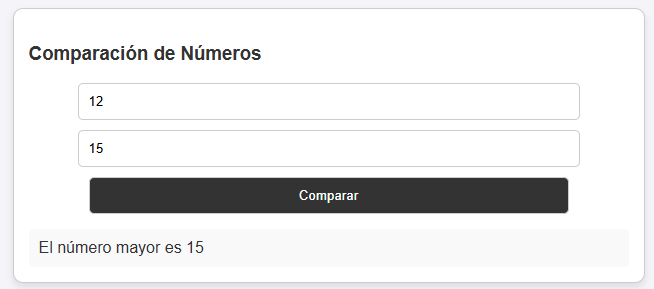 Comparación de Números
12
15
Comparar
El número mayor es 15